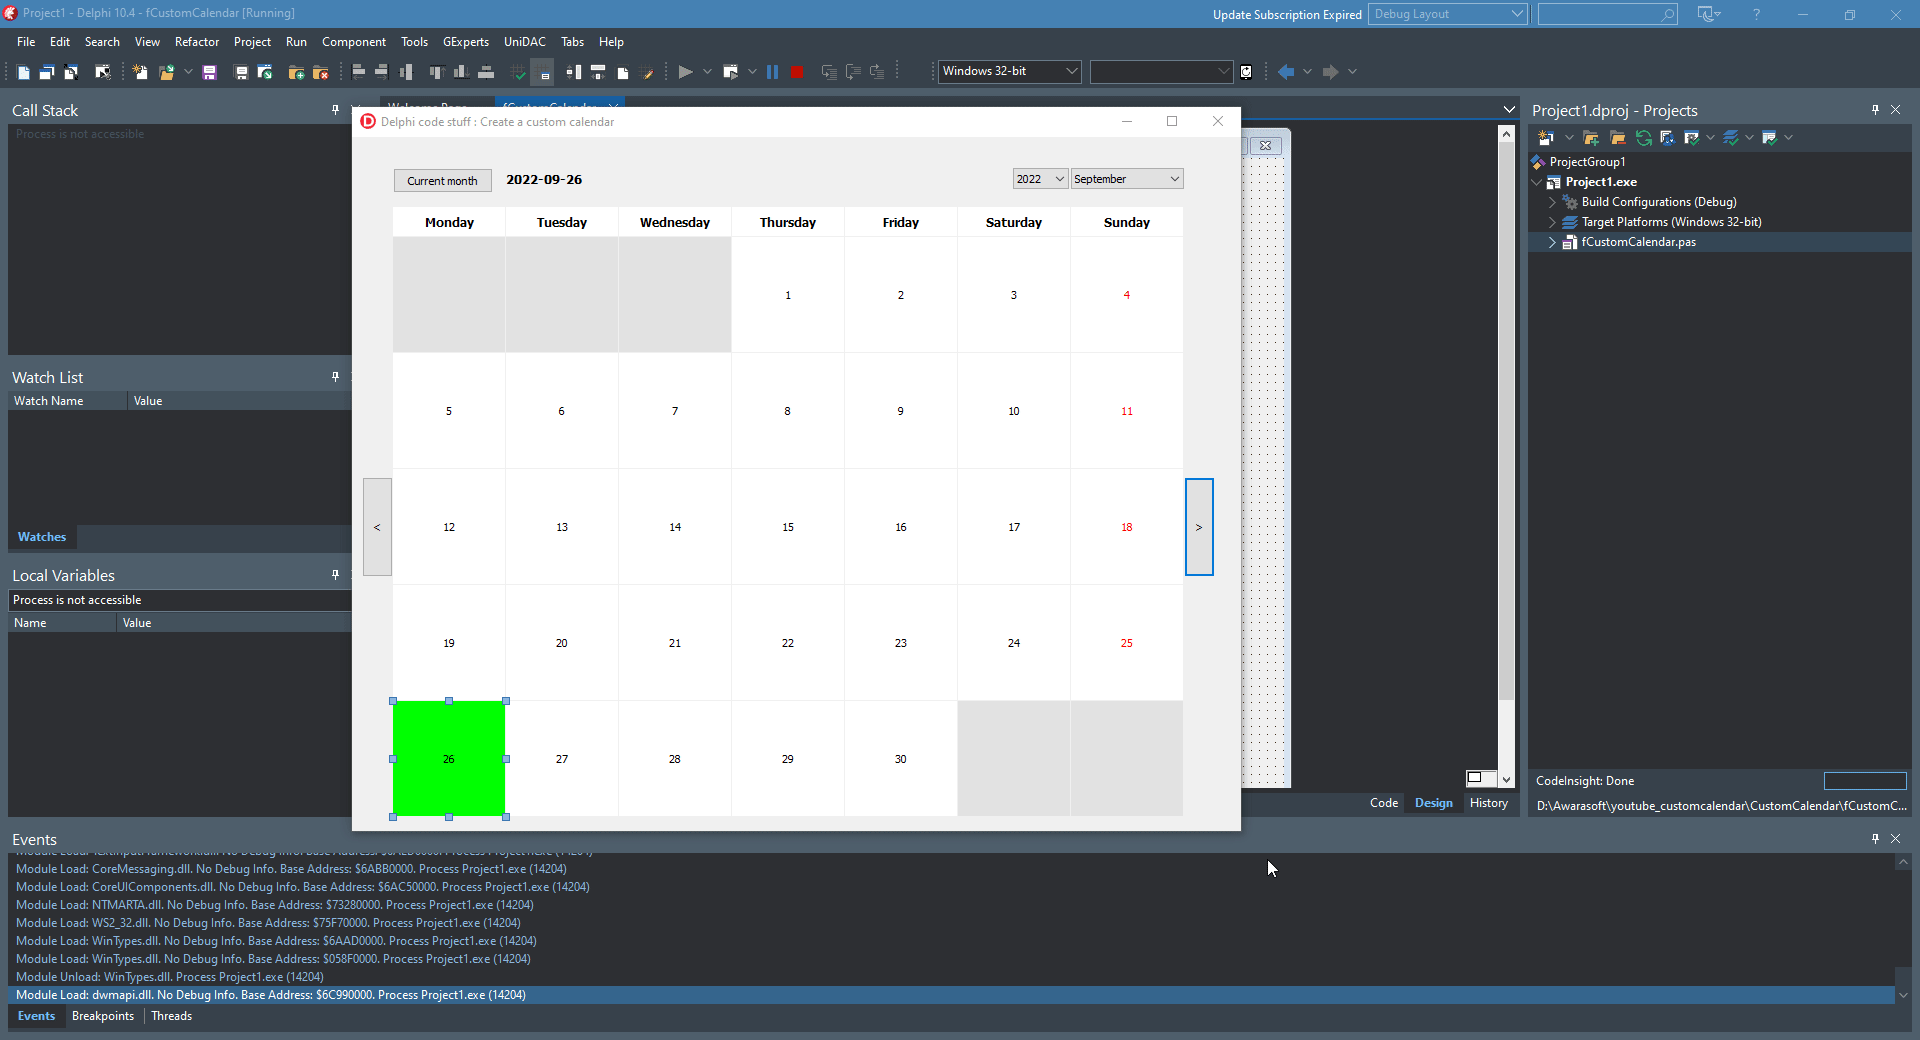 Project1 - Delphi 10.4 - fCustomCalendar [Running]
Update Subscription Expired
Debug Layout
?
File Edit Search View Refactor Project Run Component Tools GExperts UniDAC Tabs Help
Windows 32-bit
Call Stack
Process is not accessible
Welcome Page fCustomCalendar
Delphi code stuff : Create a custom calendar
Current month 2022-09-26
2022 September
Monday Tuesday Wednesday Thursday Friday Saturday Sunday
1 2 3 4
5 6 7 8 9 10 11
< 12 13 14 15 16 17 18 >
19 20 21 22 23 24 25
26 27 28 29 30
Watch List
Watch Name Value
Watches
Local Variables
Process is not accessible
Name Value
Project1.dproj - Projects
ProjectGroup1
Project1.exe
Build Configurations (Debug)
Target Platforms (Windows 32-bit)
fCustomCalendar.pas
CodeInsight: Done
D:\Awarasoft\youtube_customcalendar\CustomCalendar\fCustomC...
Code Design History
Events
No Debug Info. Base Address: Process Project1.exe (14204)
Module Load: CoreMessaging.dll. No Debug Info. Base Address: $6ABB0000. Process Project1.exe (14204)
Module Load: CoreUIComponents.dll. No Debug Info. Base Address: $6AC50000. Process Project1.exe (14204)
Module Load: NTMARTA.dll. No Debug Info. Base Address: $73280000. Process Project1.exe (14204)
Module Load: WS2_32.dll. No Debug Info. Base Address: $75F70000. Process Project1.exe (14204)
Module Load: WinTypes.dll. No Debug Info. Base Address: $6AAD0000. Process Project1.exe (14204)
Module Load: WinTypes.dll. No Debug Info. Base Address: $058F0000. Process Project1.exe (14204)
Module Unload: WinTypes.dll. Process Project1.exe (14204)
Module Load: dwmapi.dll. No Debug Info. Base Address: $6C990000. Process Project1.exe (14204)
Events Breakpoints Threads